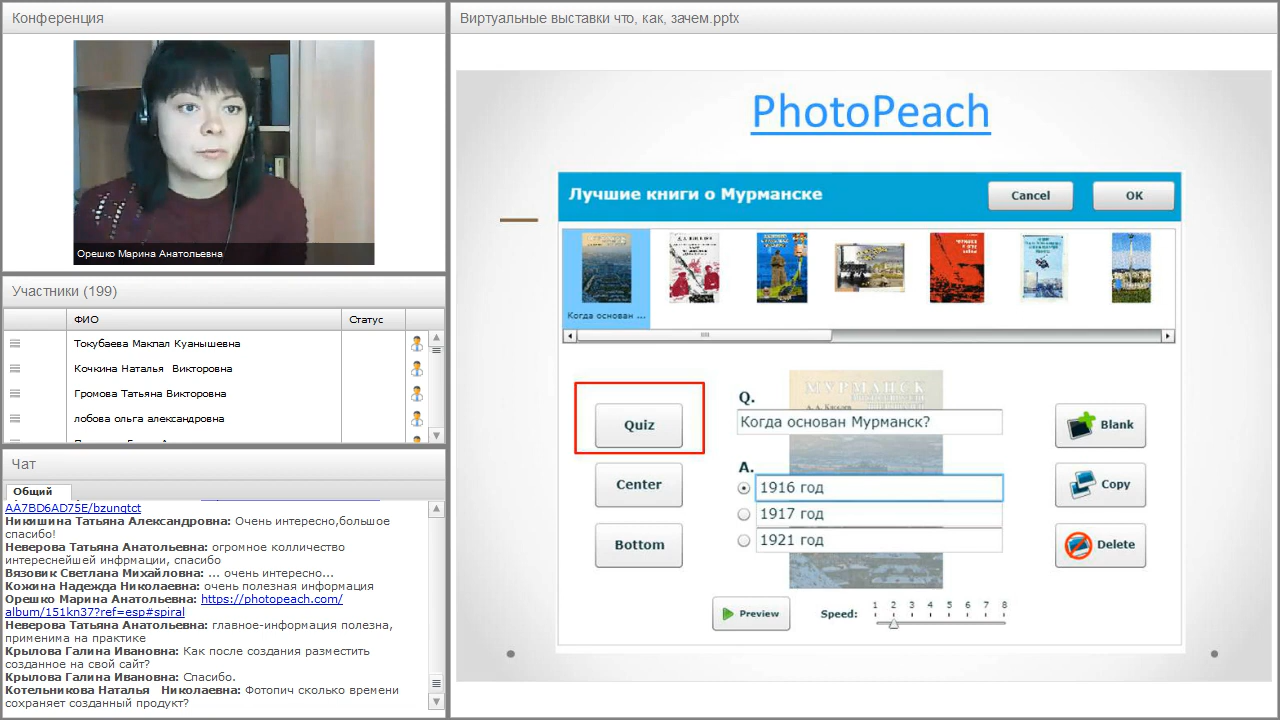 Конференция
Орешко Марина Анатольевна
Участники (199)
ФИО Статус
Токубаева Макпал Куанышевна
Кочкина Наталья Викторовна
Громова Татьяна Викторовна
лобова ольга александровна
Чат
Общий
AA7BD6AD75E/bzunqtct
Никишина Татьяна Александровна: Очень интересно,большое
спасибо!
Неверова Татьяна Анатольевна: огромное колличество
интереснейшей инфрмации, спасибо
Вязовик Светлана Михайловна: ... очень интересно...
Кожина Надежда Николаевна: очень полезная информация
Орешко Марина Анатольевна: https://photopeach.com/
album/151kn37?ref=esp#spiral
Неверова Татьяна Анатольевна: главное-информация полезна,
применима на практике
Крылова Галина Ивановна: Как после создания разместить
созданное на свой сайт?
Крылова Галина Ивановна: Спасибо.
Котельникова Наталья Николаевна: Фотопич сколько времени
сохраняет созданный продукт?
Виртуальные выставки что, как, зачем.pptx
PhotoPeach
Лучшие книги о Мурманске
Cancel
OK
Когда основан ...
Quiz
Center
Bottom
МУРМАНСК
Q.
Когда основан Мурманск?
A.
1916 год
1917 год
1921 год
Blank
Copy
Delete
Preview
Speed: 1 2 3 4 5 6 7 8